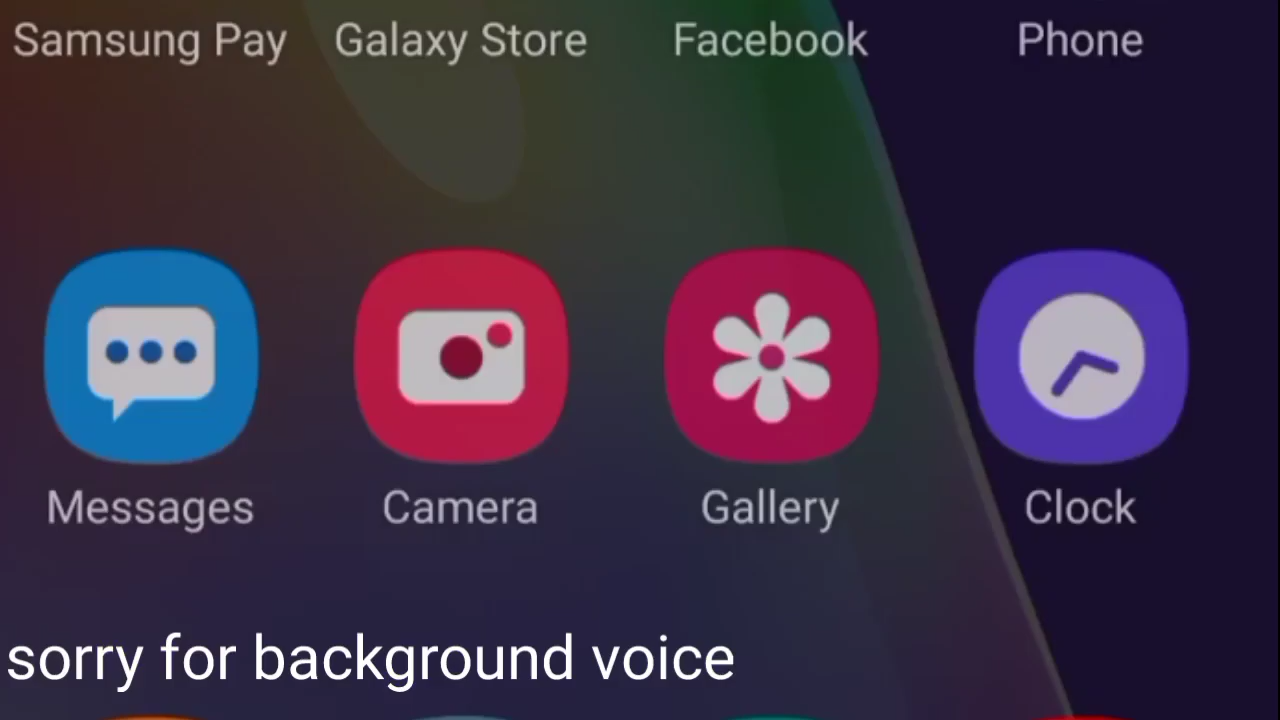 Samsung Pay Galaxy Store Facebook Phone
Messages Camera Gallery Clock
sorry for background voice